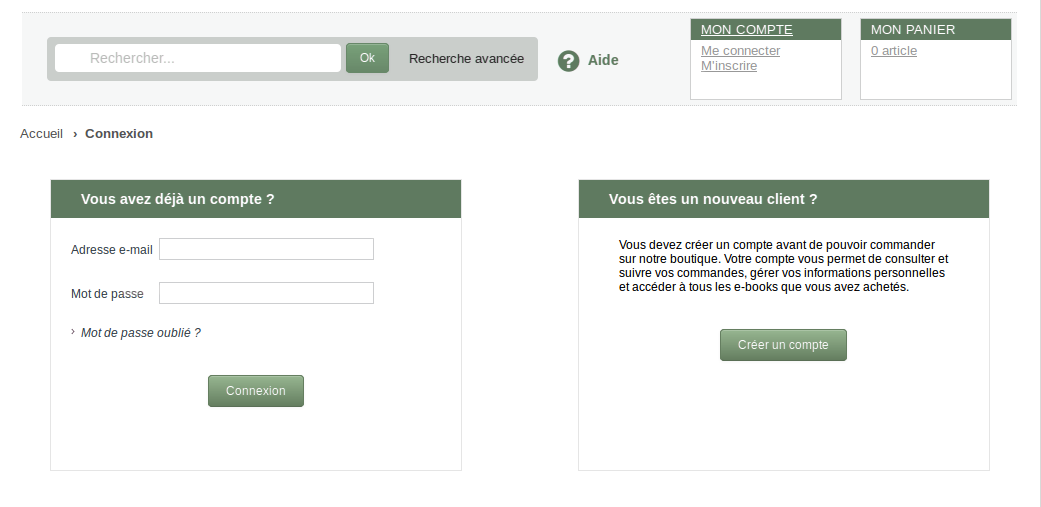 Rechercher...
Ok
Recherche avancée
Aide
MON COMPTE
Me connecter
M'inscrire
MON PANIER
0 article
Accueil › Connexion
Vous avez déjà un compte ?
Adresse e-mail
Mot de passe
› Mot de passe oublié ?
Connexion
Vous êtes un nouveau client ?
Vous devez créer un compte avant de pouvoir commander
sur notre boutique. Votre compte vous permet de consulter et
suivre vos commandes, gérer vos informations personnelles
et accéder à tous les e-books que vous avez achetés.
Créer un compte